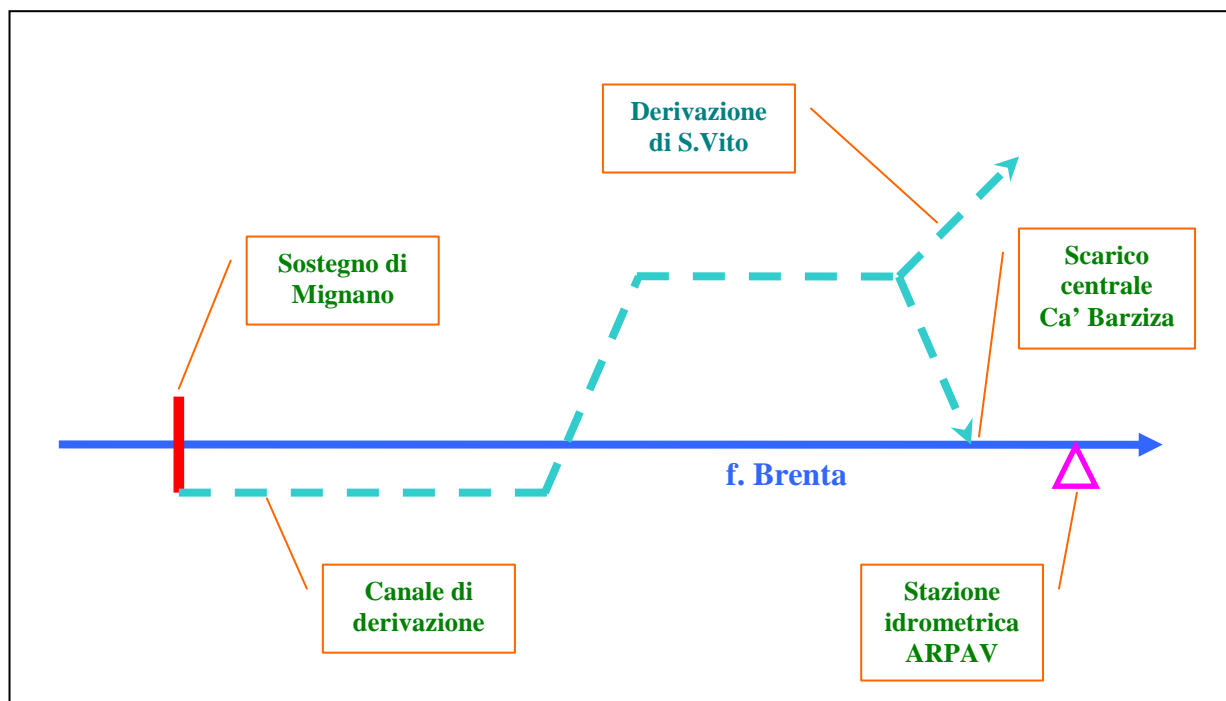 Derivazione
di S.Vito
Sostegno di
Mignano
Scarico
centrale
Ca’ Barziza
f. Brenta
Canale di
derivazione
Stazione
idrometrica
ARPAV